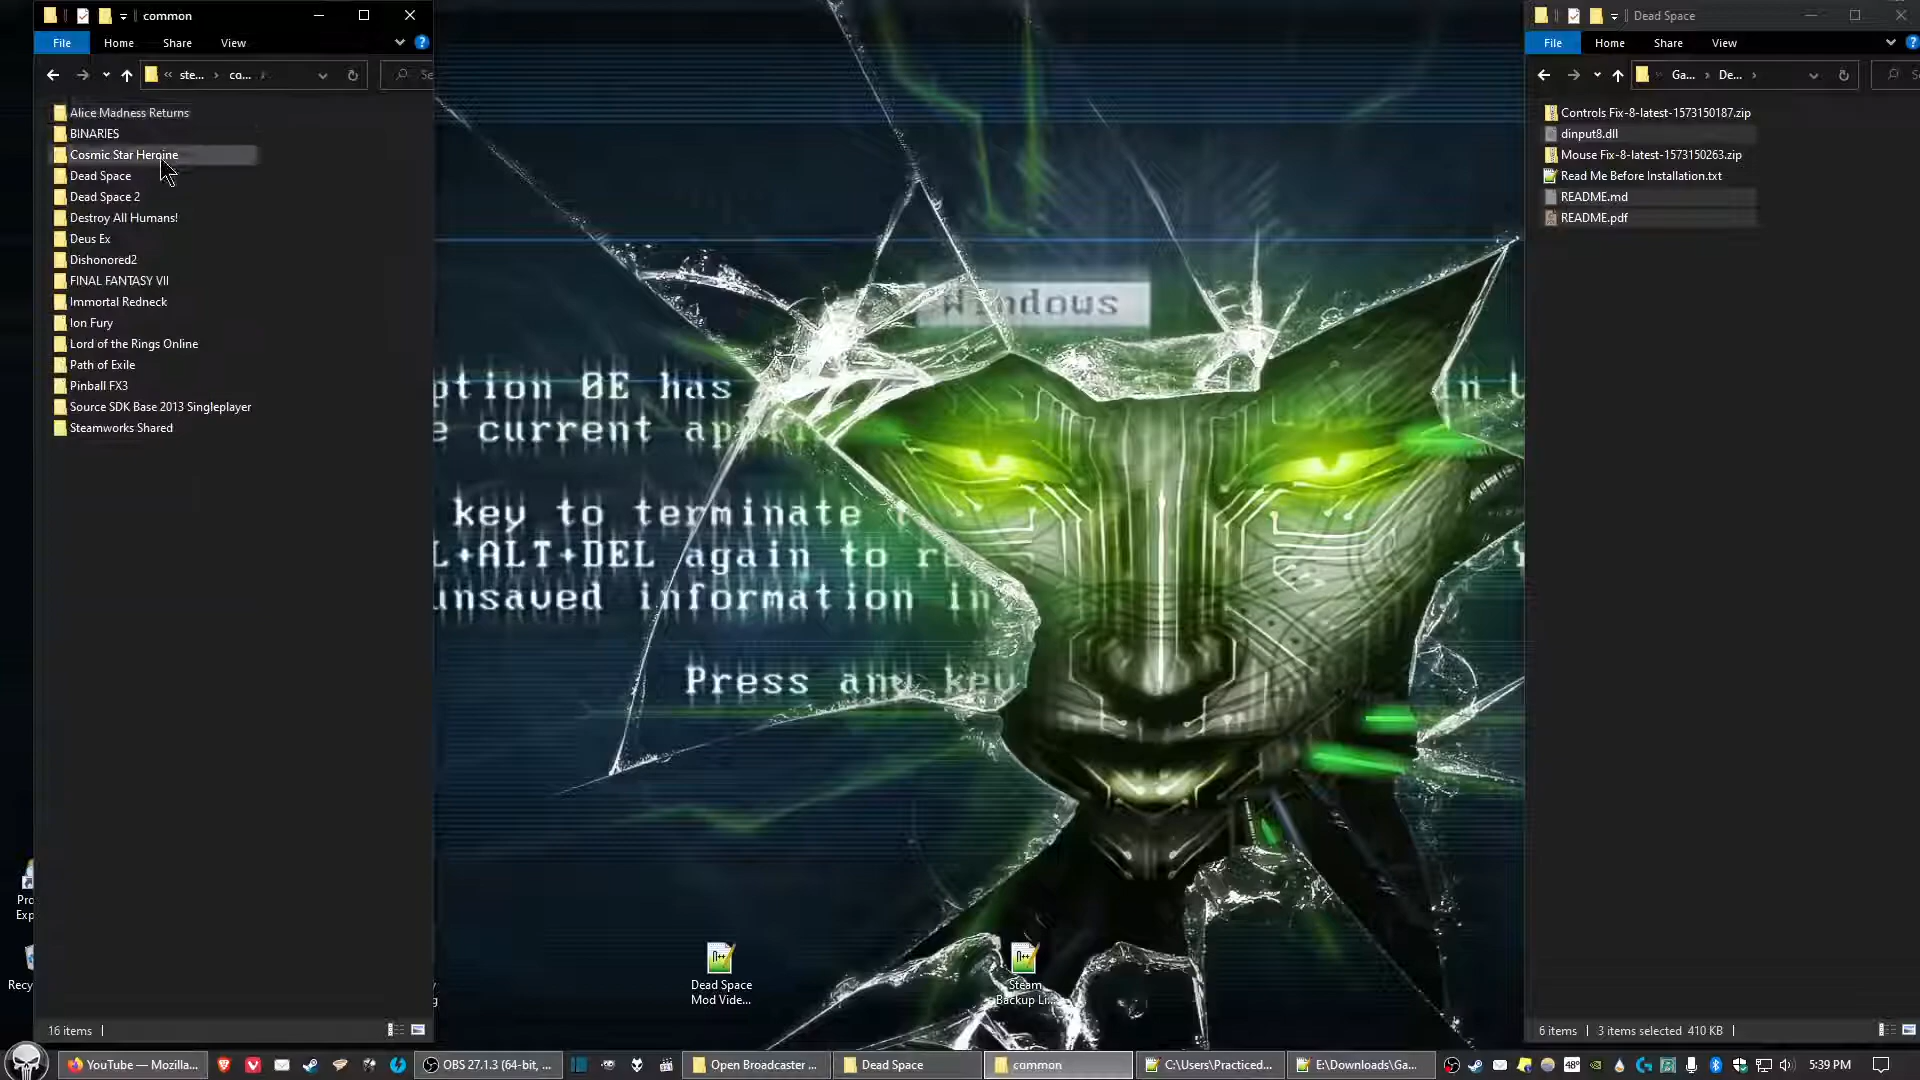 common
File
Home
Share
View
ste...
co...
Se
Alice Madness Returns
BINARIES
Cosmic Star Heroine
Dead Space
Dead Space 2
Destroy All Humans!
Deus Ex
Dishonored2
FINAL FANTASY VII
Immortal Redneck
Ion Fury
Lord of the Rings Online
Path of Exile
Pinball FX3
Source SDK Base 2013 Singleplayer
Steamworks Shared
16 items
Windows
ption 0E has
e current ap
key to terminate
L+ALT+DEL again to r
unsaved information in
Press any key
Pro
Exp
Recy
g
Dead Space
Mod Vide...
Steam
Backup Li...
Dead Space
File
Home
Share
View
Ga...
De...
Se
Controls Fix-8-latest-1573150187.zip
dinput8.dll
Mouse Fix-8-latest-1573150263.zip
Read Me Before Installation.txt
README.md
README.pdf
6 items
3 items selected 410 KB
YouTube — Mozilla...
OBS 27.1.3 (64-bit, ...
Open Broadcaster ...
Dead Space
common
C:\Users\Practiced...
E:\Downloads\Ga...
48°
5:39 PM